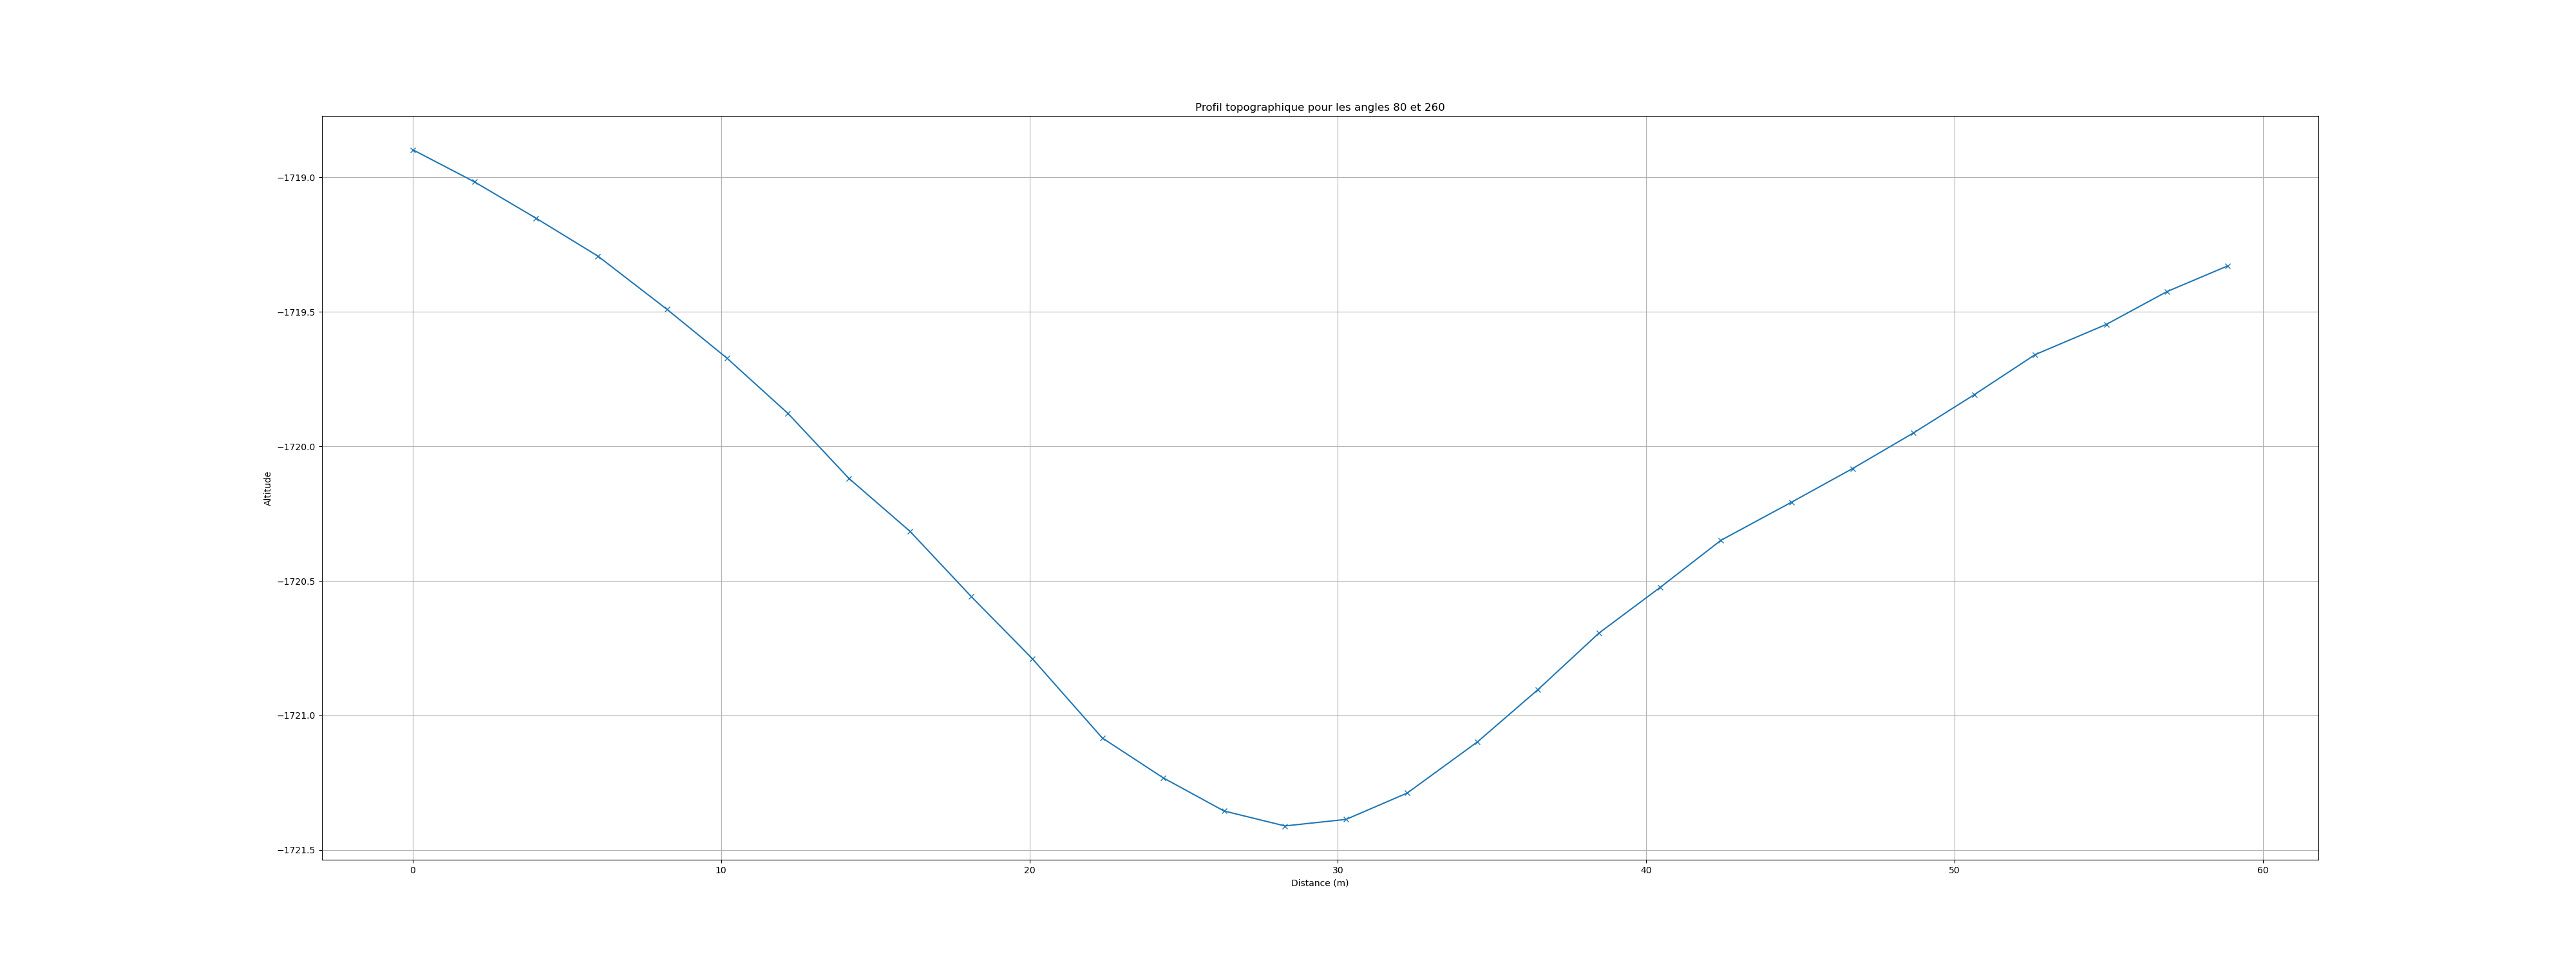 Profil topographique pour les angles 80 et 260
−1719.0
−1719.5
−1720.0
Altitude
−1720.5
−1721.0
−1721.5
0 10 20 30 40 50 60
Distance (m)